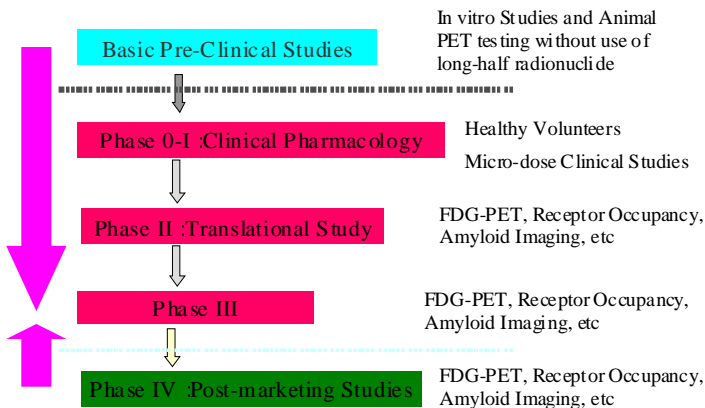 In vitro Studies and Animal
PET testing without use of
long-half radionuclide
Basic Pre-Clinical Studies
Phase 0-I :Clinical Pharmacology
Healthy Volunteers
Micro-dose Clinical Studies
Phase II :Translational Study
FDG-PET, Receptor Occupancy,
Amyloid Imaging, etc
Phase III
FDG-PET, Receptor Occupancy,
Amyloid Imaging, etc
Phase IV :Post-marketing Studies
FDG-PET, Receptor Occupancy,
Amyloid Imaging, etc